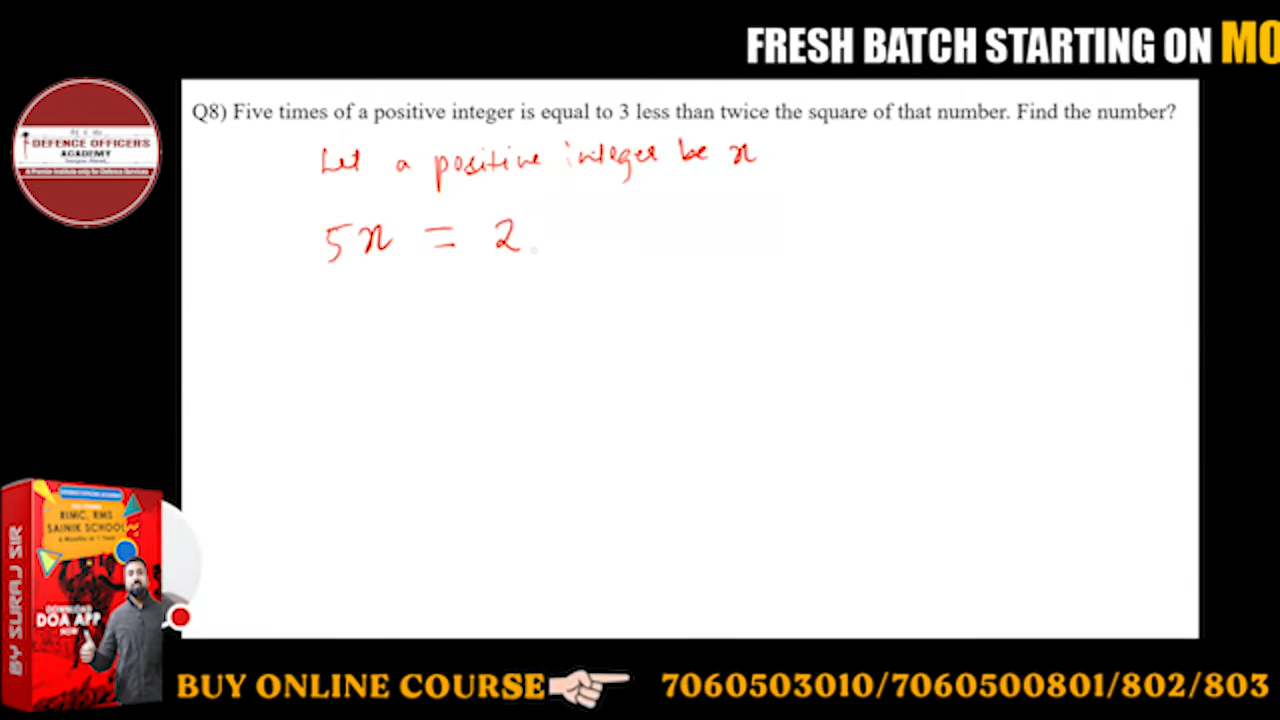 FRESH BATCH STARTING ON MO
DEFENCE OFFICERS
ACADEMY
Q8) Five times of a positive integer is equal to 3 less than twice the square of that number. Find the number?
Let a positive integer be x
5x = 2
RIMC, RMS
SAINIK SCHOOL
DOWNLOAD
DOA APP
NOW
BY SURAJ SIR
BUY ONLINE COURSE
7060503010/7060500801/802/803